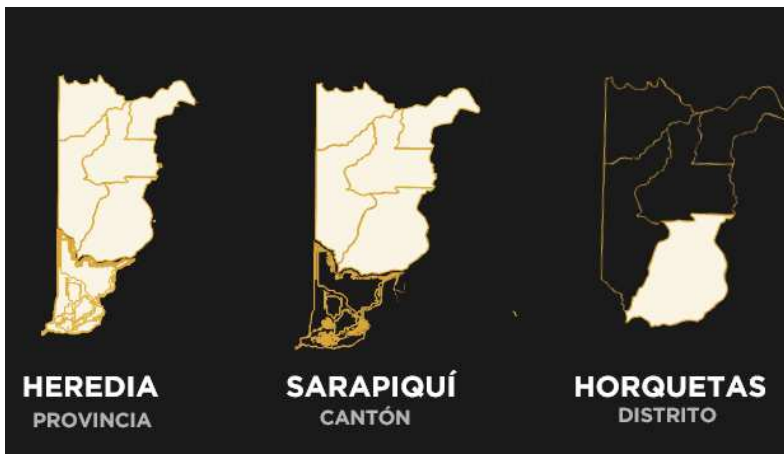 HEREDIA
PROVINCIA
SARAPIQUÍ
CANTÓN
HORQUETAS
DISTRITO